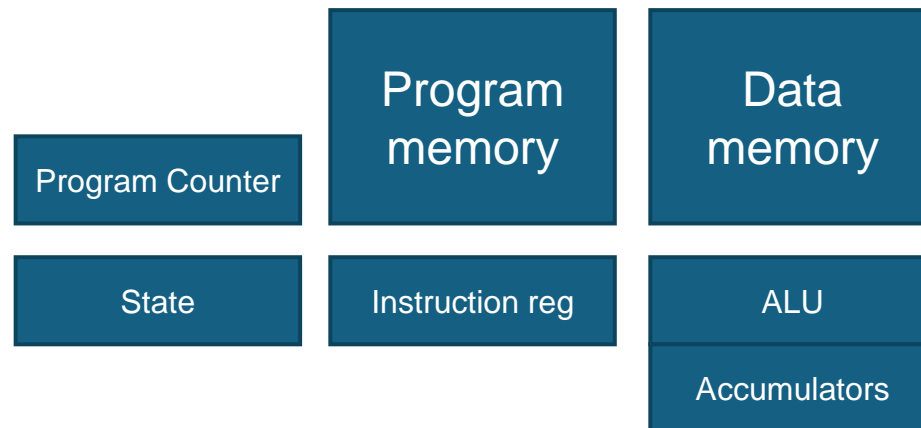 Program
memory
Data
memory
Program Counter
State
Instruction reg
ALU
Accumulators